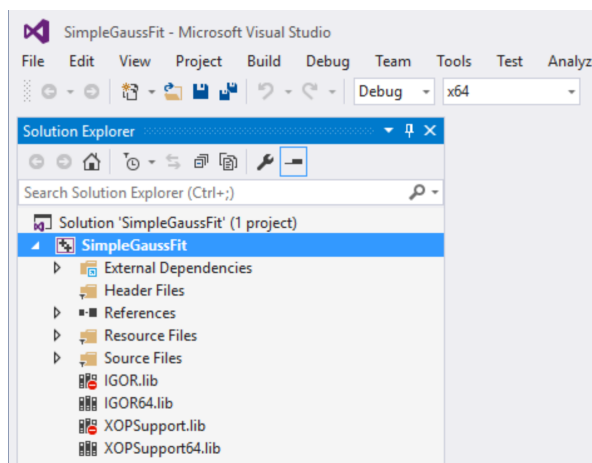 SimpleGaussFit - Microsoft Visual Studio
File Edit View Project Build Debug Team Tools Test Analyz
Debug x64
Solution Explorer
Search Solution Explorer (Ctrl+;)
Solution 'SimpleGaussFit' (1 project)
SimpleGaussFit
External Dependencies
Header Files
References
Resource Files
Source Files
IGOR.lib
IGOR64.lib
XOPSupport.lib
XOPSupport64.lib